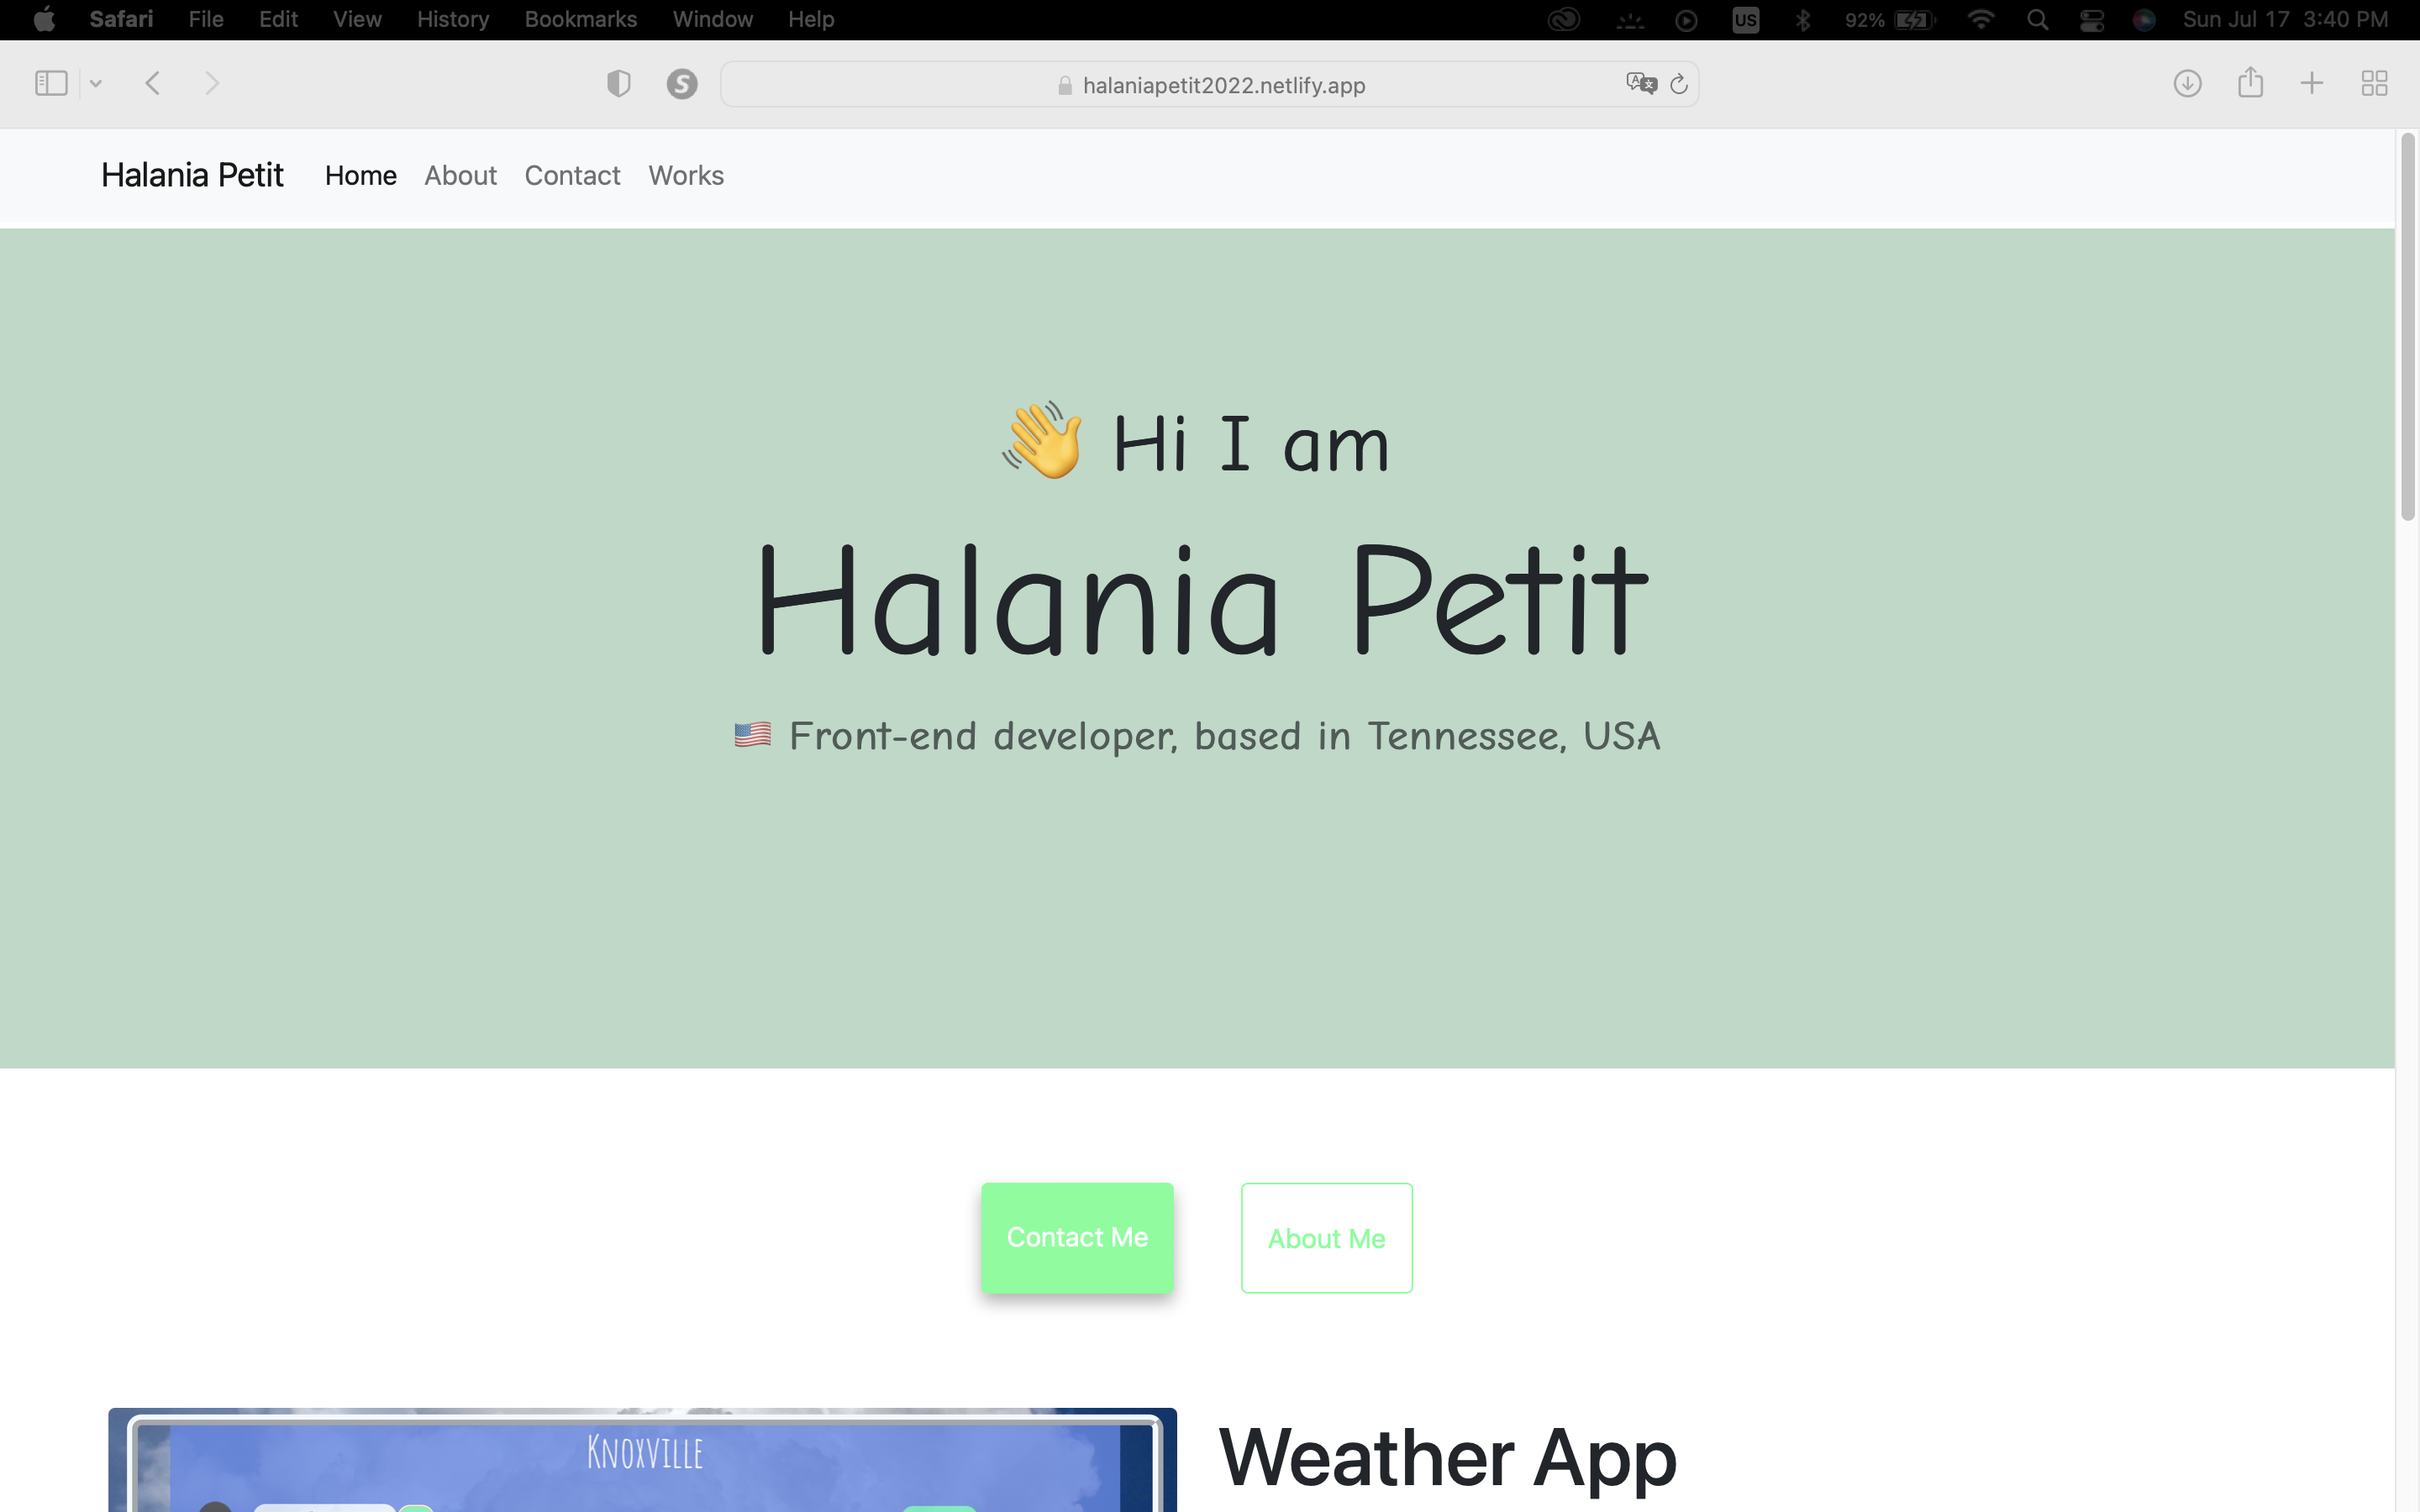 Safari File Edit View History Bookmarks Window Help US 92% Sun Jul 17 3:40 PM
halaniapetit2022.netlify.app
Halania Petit Home About Contact Works
👋 Hi I am
Halania Petit
🇺🇸 Front-end developer, based in Tennessee, USA
Contact Me About Me
KNOXVILLE
Weather App